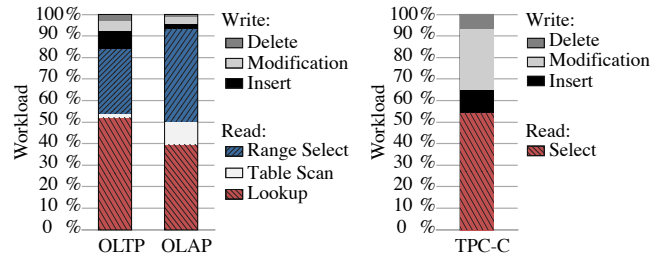 100 %
90 %
80 %
70 %
60 %
50 %
40 %
30 %
20 %
10 %
0 %
Workload
OLTP OLAP
Write:
Delete
Modification
Insert
Read:
Range Select
Table Scan
Lookup
100 %
90 %
80 %
70 %
60 %
50 %
40 %
30 %
20 %
10 %
0 %
Workload
TPC-C
Write:
Delete
Modification
Insert
Read:
Select